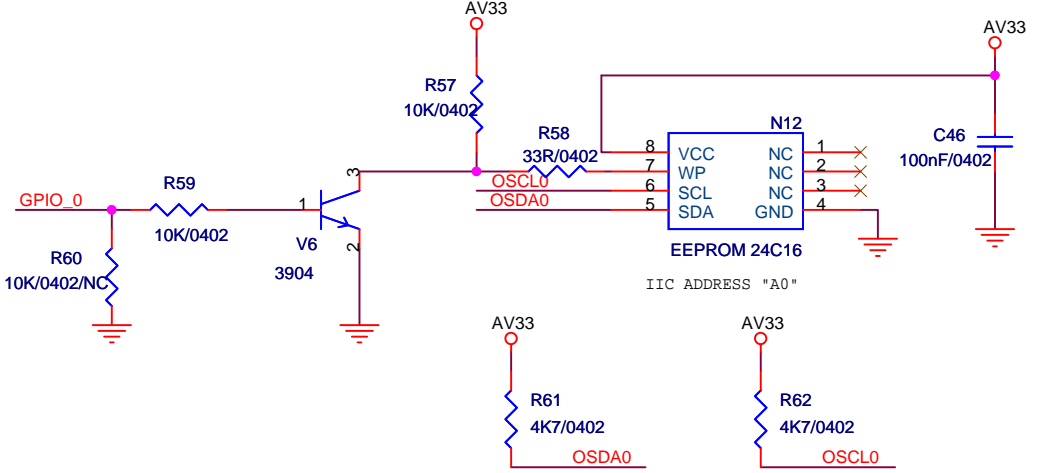 AV33
AV33
R57
10K/0402
N12
R58
33R/0402
C46
100nF/0402
8
VCC
NC
1
7
WP
NC
2
6
SCL
NC
3
5
SDA
GND
4
OSCL0
OSDA0
R59
10K/0402
GPIO_0
3
1
2
V6
3904
R60
10K/0402/NC
EEPROM 24C16
IIC ADDRESS "A0"
AV33
AV33
R61
4K7/0402
R62
4K7/0402
OSDA0
OSCL0